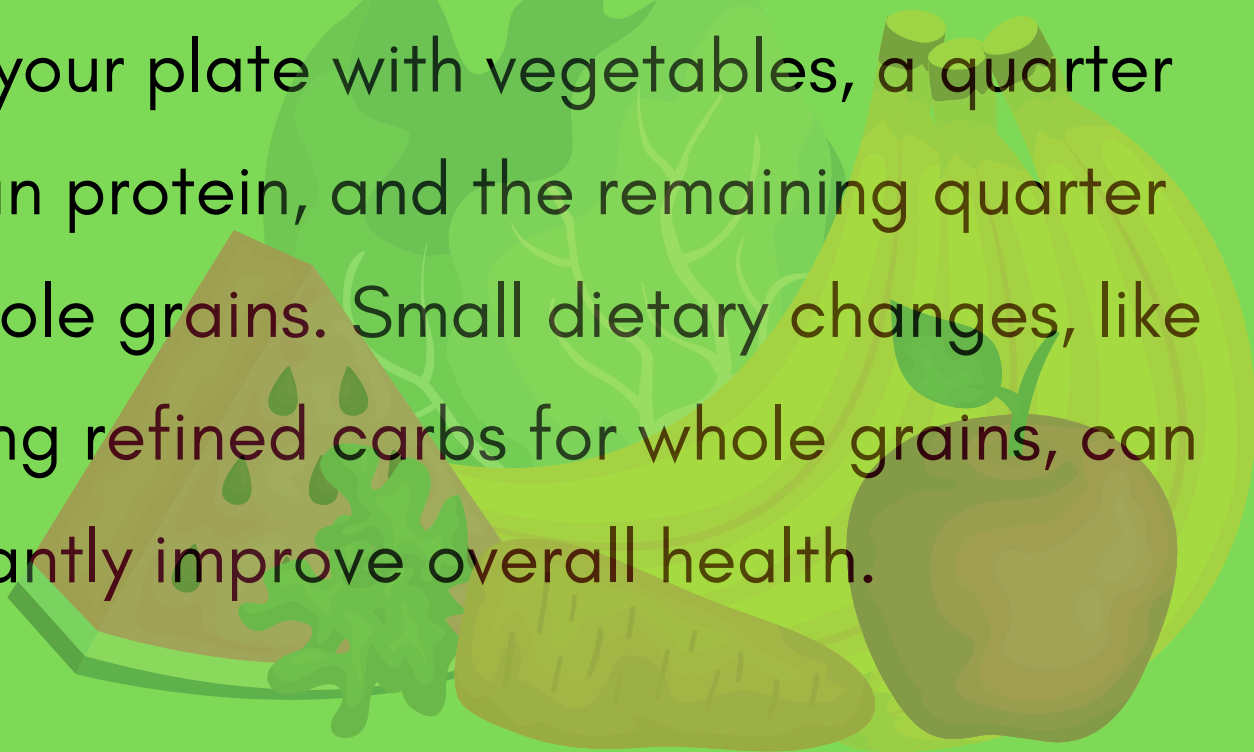 your plate with vegetables, a quarter
n protein, and the remaining quarter
ole grains. Small dietary changes, like
ng refined carbs for whole grains, can
antly improve overall health.